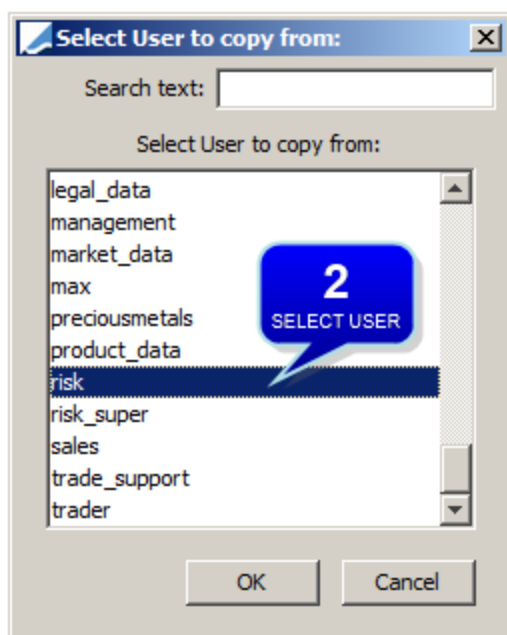 Select User to copy from:
Search text:
Select User to copy from:
legal_data
management
market_data
max
preciousmetals
product_data
risk
risk_super
sales
trade_support
trader
2
SELECT USER
OK
Cancel